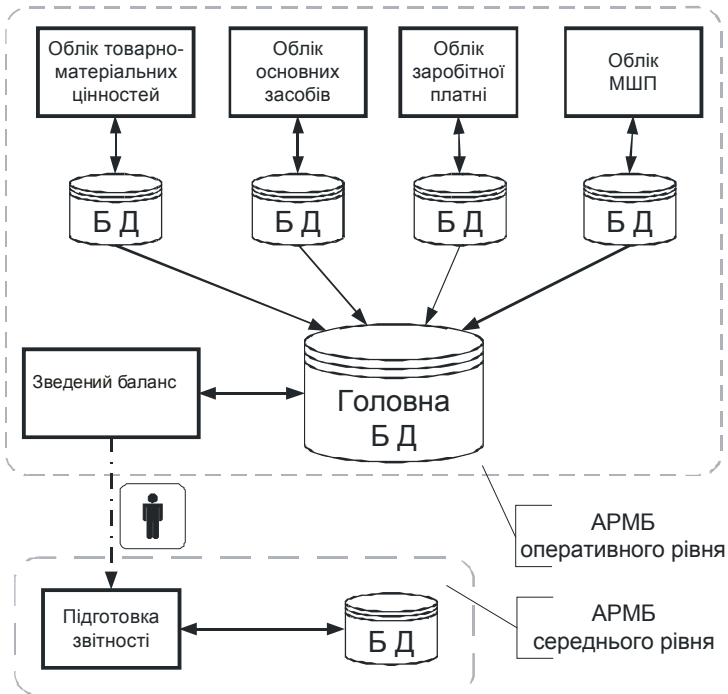 Облік товарно-
матеріальних
цінностей
Облік
основних
засобів
Облік
заробітної
платні
Облік
МШП
Б Д
Б Д
Б Д
Б Д
Зведений баланс
Головна
Б Д
АРМБ
оперативного рівня
Підготовка
звітності
Б Д
АРМБ
середнього рівня